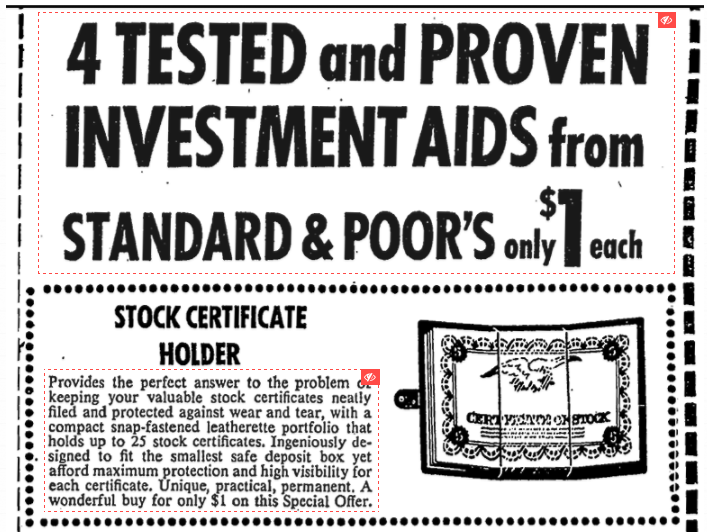 4 TESTED and PROVEN
INVESTMENT AIDS from
STANDARD & POOR'S only $1 each
STOCK CERTIFICATE
HOLDER
Provides the perfect answer to the problem of
keeping your valuable stock certificates neatly
filed and protected against wear and tear, with a
compact snap-fastened leatherette portfolio that
holds up to 25 stock certificates. Ingeniously de-
signed to fit the smallest safe deposit box yet
afford maximum protection and high visibility for
each certificate. Unique, practical, permanent. A
wonderful buy for only $1 on this Special Offer.
CERTIFICATE OF STOCK